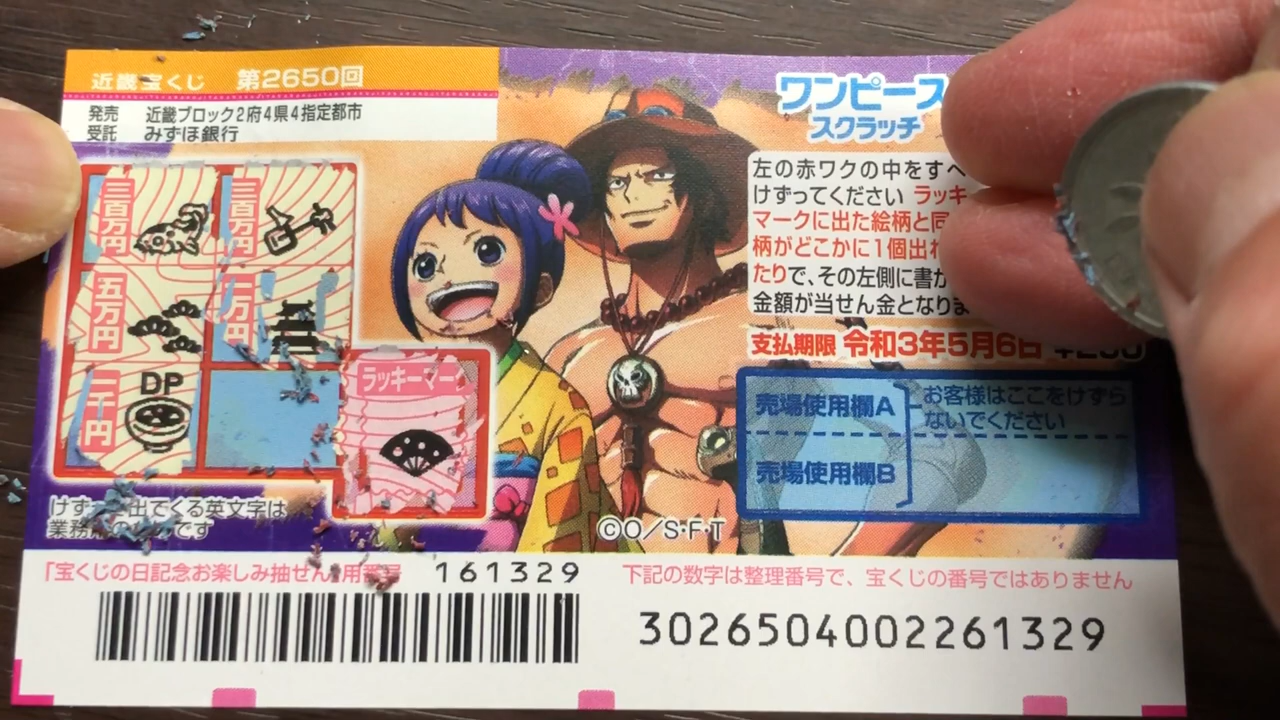 近畿宝くじ 第2650回
発売 近畿ブロック2府4県4指定都市
受託 みずほ銀行
ワンピース
スクラッチ
左の赤ワクの中をすべ
けずってください ラッキ
マークに出た絵柄と同
柄がどこかに1個出れ
たりで、その左側に書か
金額が当せん金となりま
支払期限 令和3年5月6日
三百万円
五万円
一万円
二千円
DP
ラッキーマーク
売場使用欄A
売場使用欄B
お客様はここをけずら
ないでください
けず 出てくる英文字は
業務 です
©O/S・F・T
「宝くじの日記念お楽しみ抽せん 用番号 161329
下記の数字は整理番号で、宝くじの番号ではありません
3026504002261329